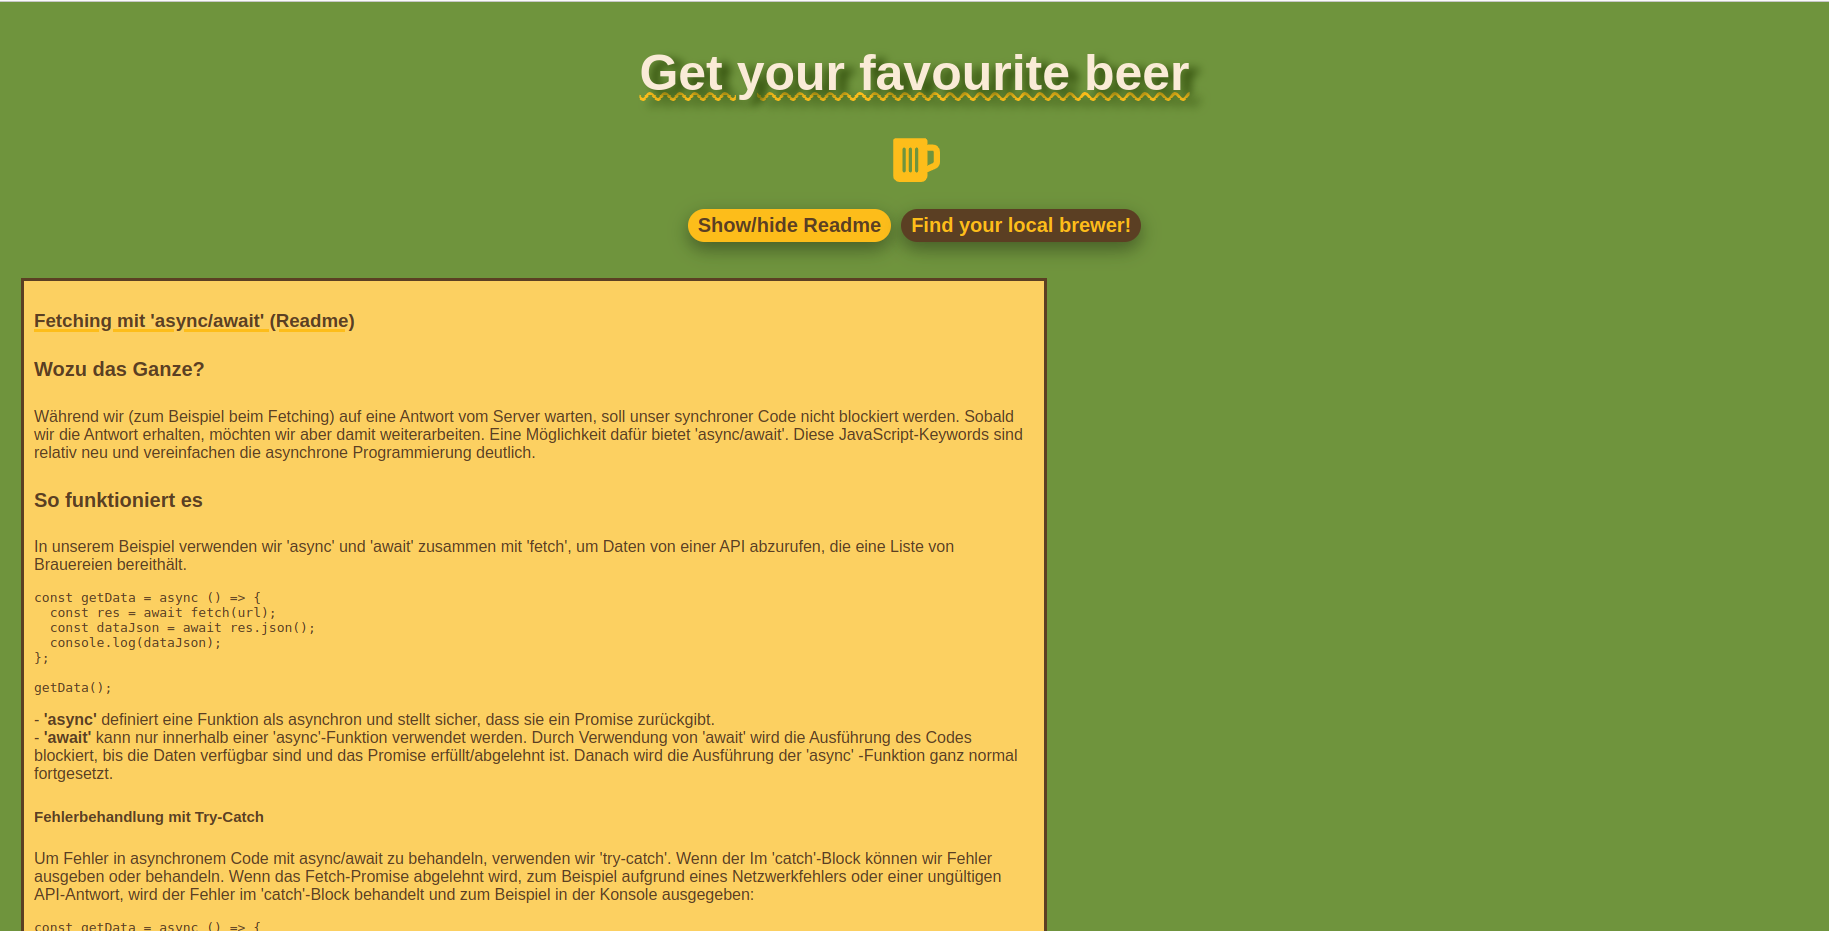 Get your favourite beer
Show/hide Readme Find your local brewer!
Fetching mit 'async/await' (Readme)
Wozu das Ganze?
Während wir (zum Beispiel beim Fetching) auf eine Antwort vom Server warten, soll unser synchroner Code nicht blockiert werden. Sobald
wir die Antwort erhalten, möchten wir aber damit weiterarbeiten. Eine Möglichkeit dafür bietet 'async/await'. Diese JavaScript-Keywords sind
relativ neu und vereinfachen die asynchrone Programmierung deutlich.
So funktioniert es
In unserem Beispiel verwenden wir 'async' und 'await' zusammen mit 'fetch', um Daten von einer API abzurufen, die eine Liste von
Brauereien bereithält.
const getData = async () => {
  const res = await fetch(url);
  const dataJson = await res.json();
  console.log(dataJson);
};
getData();
- 'async' definiert eine Funktion als asynchron und stellt sicher, dass sie ein Promise zurückgibt.
- 'await' kann nur innerhalb einer 'async'-Funktion verwendet werden. Durch Verwendung von 'await' wird die Ausführung des Codes
blockiert, bis die Daten verfügbar sind und das Promise erfüllt/abgelehnt ist. Danach wird die Ausführung der 'async' -Funktion ganz normal
fortgesetzt.
Fehlerbehandlung mit Try-Catch
Um Fehler in asynchronem Code mit async/await zu behandeln, verwenden wir 'try-catch'. Wenn der Im 'catch'-Block können wir Fehler
ausgeben oder behandeln. Wenn das Fetch-Promise abgelehnt wird, zum Beispiel aufgrund eines Netzwerkfehlers oder einer ungültigen
API-Antwort, wird der Fehler im 'catch'-Block behandelt und zum Beispiel in der Konsole ausgegeben:
const getData = async () => {